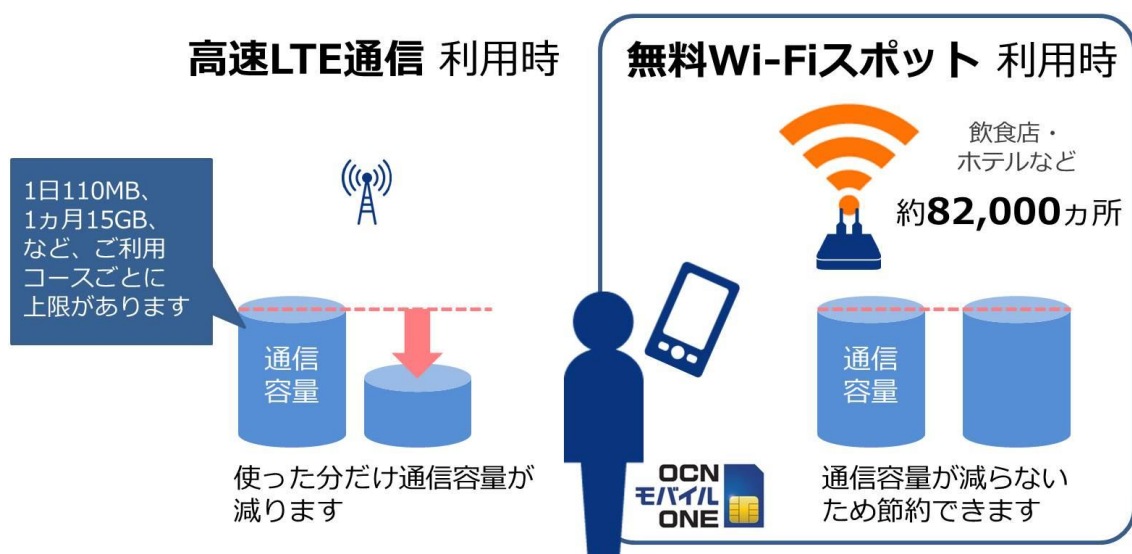 高速LTE通信 利用時
1日110MB、
1ヵ月15GB、
など、ご利用
コースごとに
上限があります
通信
容量
使った分だけ通信容量が
減ります
無料Wi-Fiスポット 利用時
飲食店・
ホテルなど
約82,000ヵ所
通信
容量
通信容量が減らない
ため節約できます
OCN
モバイル
ONE